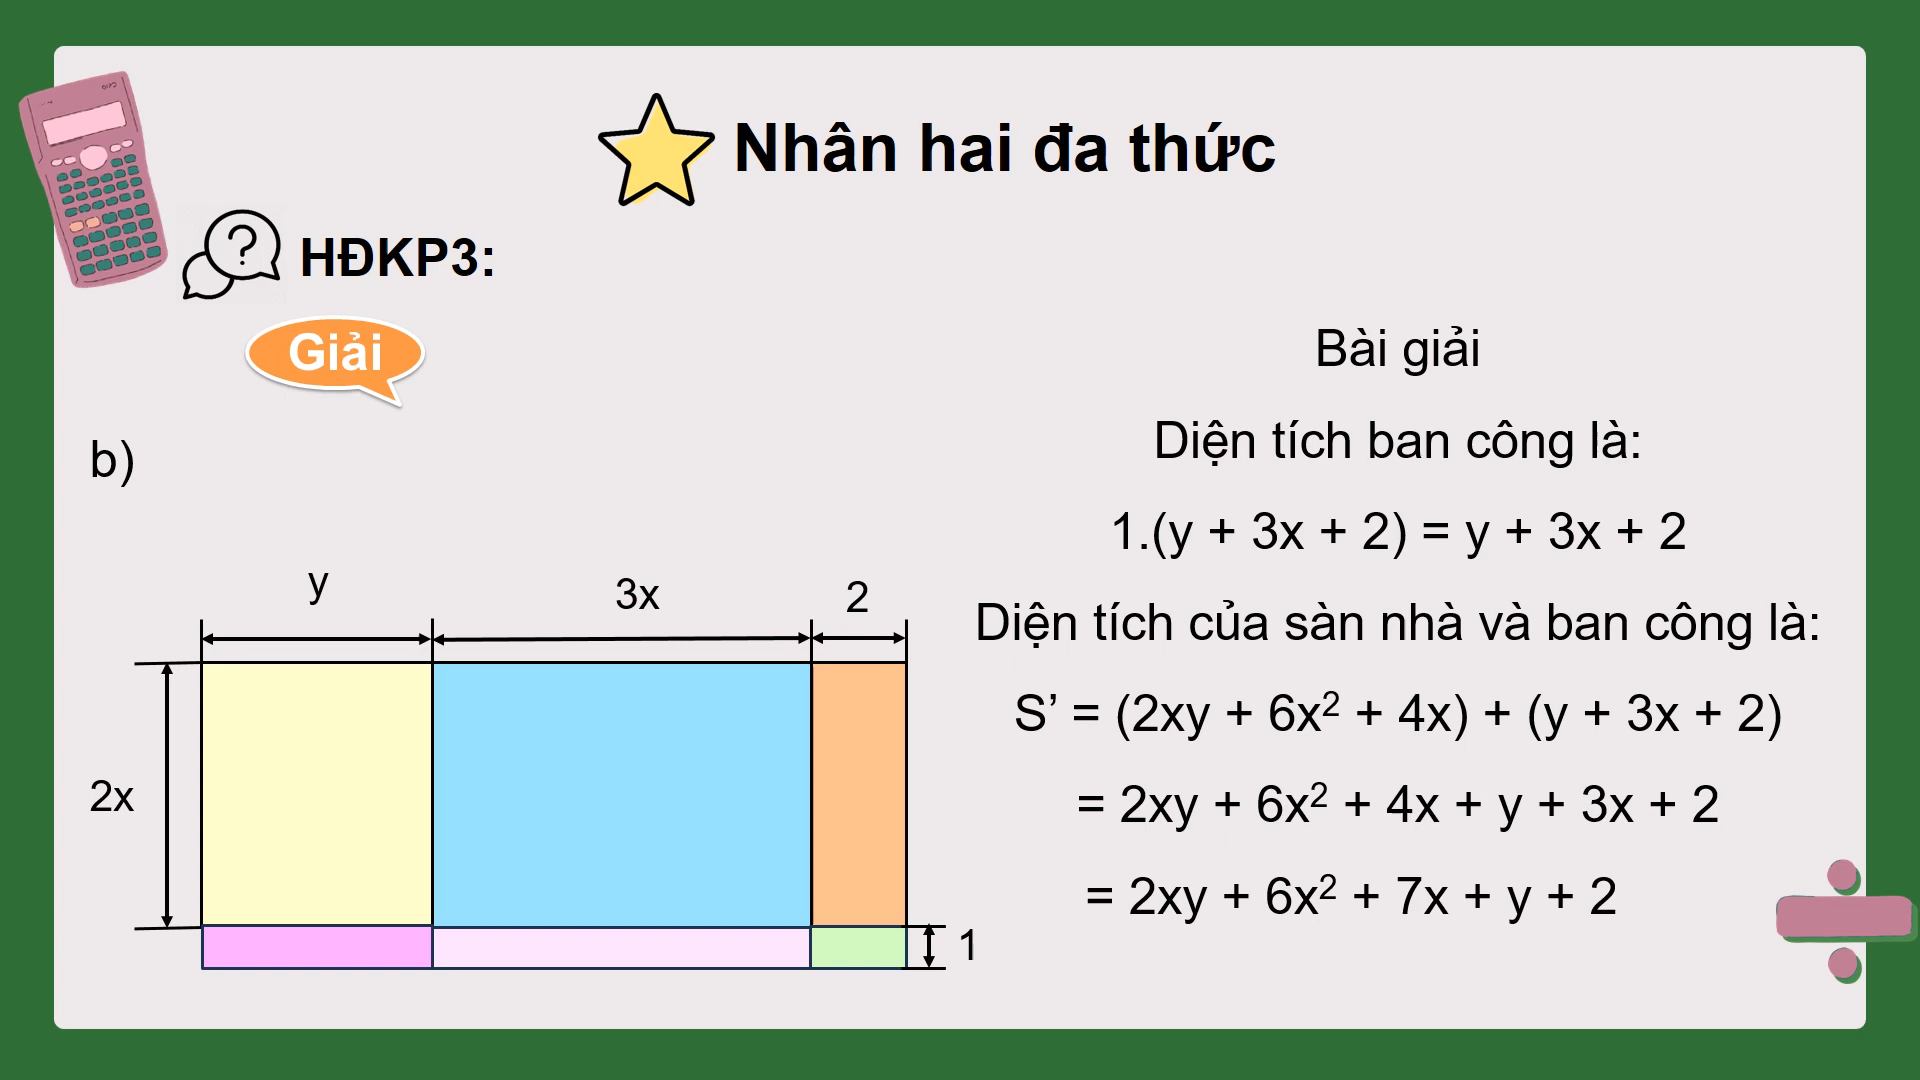 Nhân hai đa thức
HĐKP3:
Giải
b)
y
3x
2
2x
1
Bài giải
Diện tích ban công là:
1.(y + 3x + 2) = y + 3x + 2
Diện tích của sàn nhà và ban công là:
S’ = (2xy + 6x² + 4x) + (y + 3x + 2)
= 2xy + 6x² + 4x + y + 3x + 2
= 2xy + 6x² + 7x + y + 2